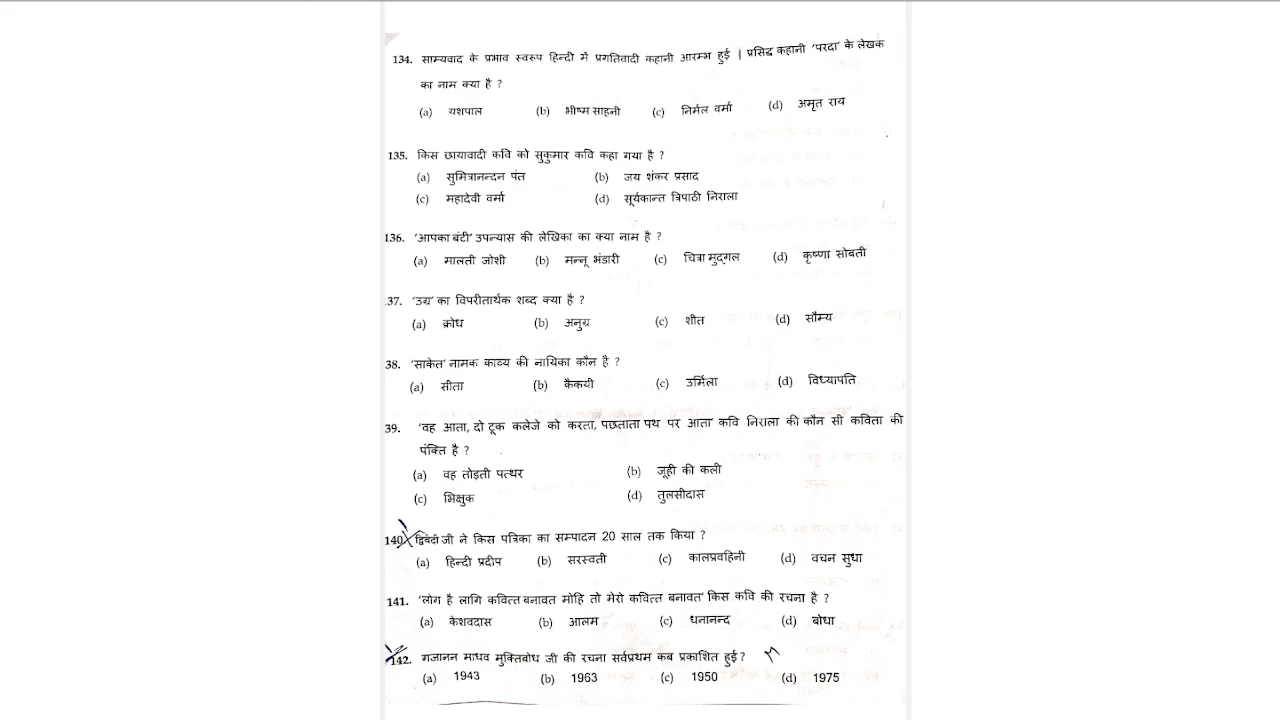 134. साम्यवाद के प्रभाव स्वरुप हिन्दी में प्रगतिवादी कहानी आरम्भ हुई | प्रसिद्ध कहानी 'परदा' के लेखक
का नाम क्या है ?
(a) यशपाल (b) भीष्म साहनी (c) निर्मल वर्मा (d) अमृत राय
135. किस छायावादी कवि को सुकुमार कवि कहा गया है ?
(a) सुमित्रानन्दन पंत (b) जय शंकर प्रसाद
(c) महादेवी वर्मा (d) सूर्यकान्त त्रिपाठी निराला
136. 'आपका बंटी' उपन्यास की लेखिका का क्या नाम है ?
(a) मालती जोशी (b) मन्नू भंडारी (c) चित्रा मुद्गल (d) कृष्णा सोबती
37. 'उग्र' का विपरीतार्थक शब्द क्या है ?
(a) क्रोध (b) अनुग्र (c) शीत (d) सौम्य
38. 'साकेत' नामक काव्य की नायिका कौन है ?
(a) सीता (b) कैकयी (c) उर्मिला (d) विध्यापति
39. 'वह आता, दो टूक कलेजे को करता, पछताता पथ पर आता' कवि निराला की कौन सी कविता की
पंक्ति है ?
(a) वह तोड़ती पत्थर (b) जूही की कली
(c) भिक्षुक (d) तुलसीदास
140. द्विवेदी जी ने किस पत्रिका का सम्पादन 20 साल तक किया ?
(a) हिन्दी प्रदीप (b) सरस्वती (c) कालप्रवहिनी (d) वचन सुधा
141. 'लोग है लागि कवित्त बनावत मोहि तो मेरो कवित्त बनावत' किस कवि की रचना है ?
(a) केशवदास (b) आलम (c) धनानन्द (d) बोधा
142. गजानन माधव मुक्तिबोध जी की रचना सर्वप्रथम कब प्रकाशित हुई ?
(a) 1943 (b) 1963 (c) 1950 (d) 1975